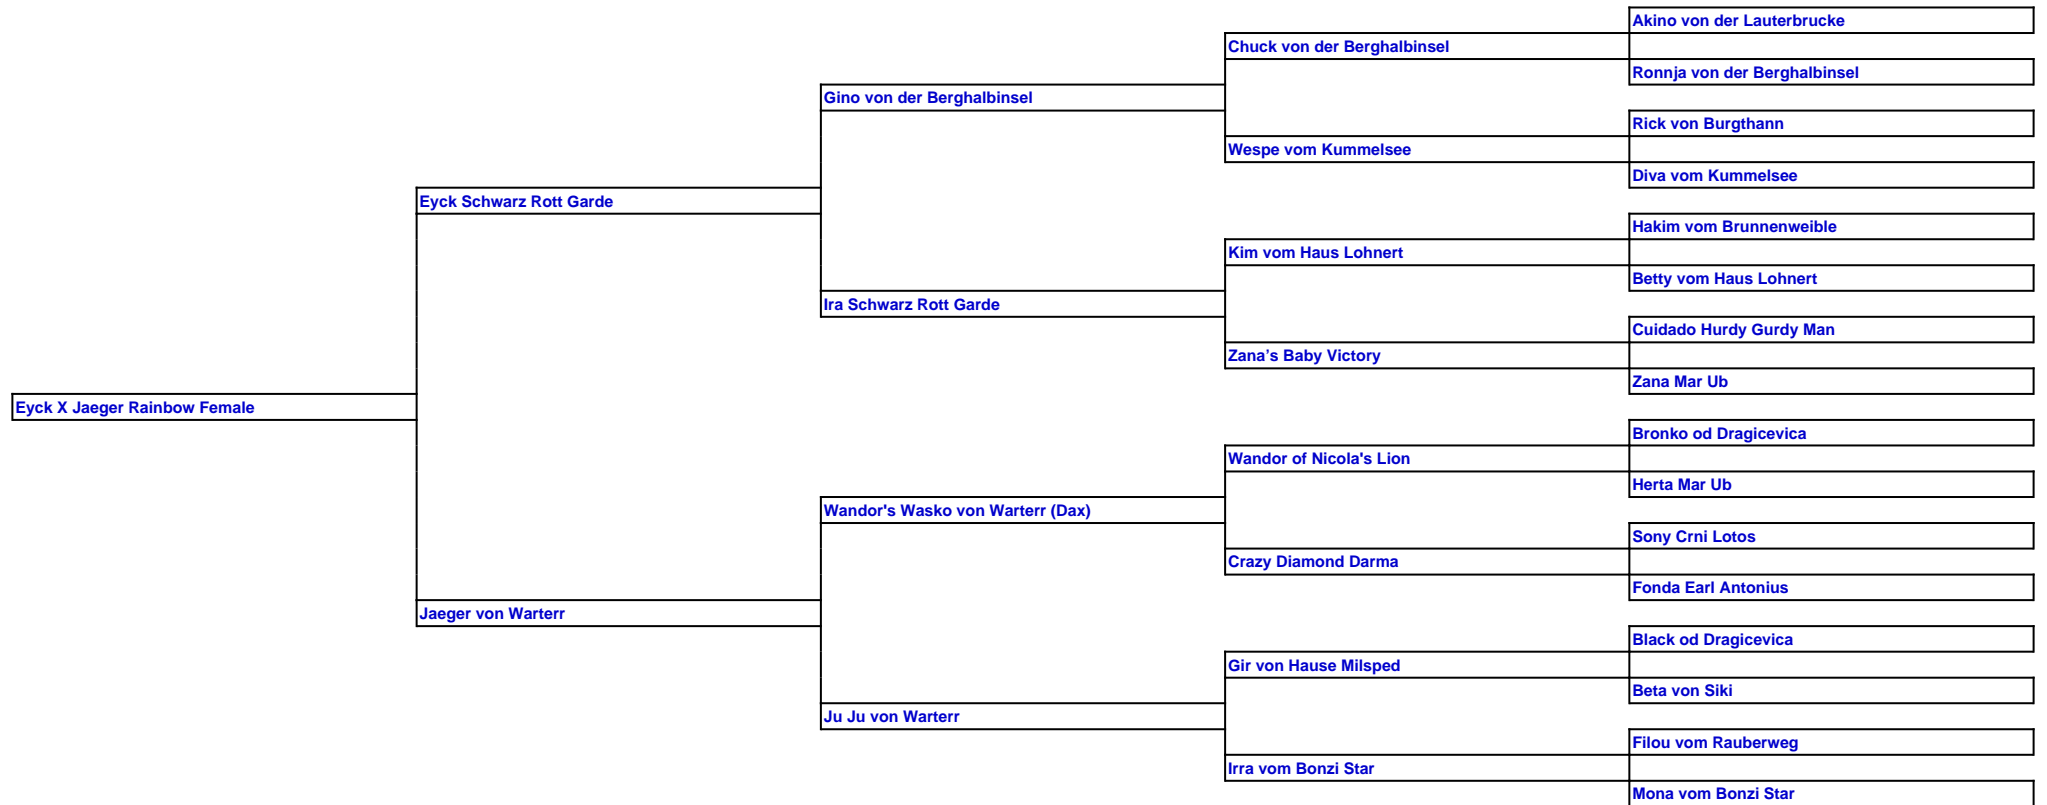 Akino von der Lauterbrucke
Chuck von der Berghalbinsel
Ronnja von der Berghalbinsel
Gino von der Berghalbinsel
Rick von Burgthann
Wespe vom Kummelsee
Diva vom Kummelsee
Eyck Schwarz Rott Garde
Hakim vom Brunnenweible
Kim vom Haus Lohnert
Betty vom Haus Lohnert
Ira Schwarz Rott Garde
Cuidado Hurdy Gurdy Man
Zana’s Baby Victory
Zana Mar Ub
Eyck X Jaeger Rainbow Female
Bronko od Dragicevica
Wandor of Nicola's Lion
Herta Mar Ub
Wandor's Wasko von Warterr (Dax)
Sony Crni Lotos
Crazy Diamond Darma
Fonda Earl Antonius
Jaeger von Warterr
Black od Dragicevica
Gir von Hause Milsped
Beta von Siki
Ju Ju von Warterr
Filou vom Rauberweg
Irra vom Bonzi Star
Mona vom Bonzi Star